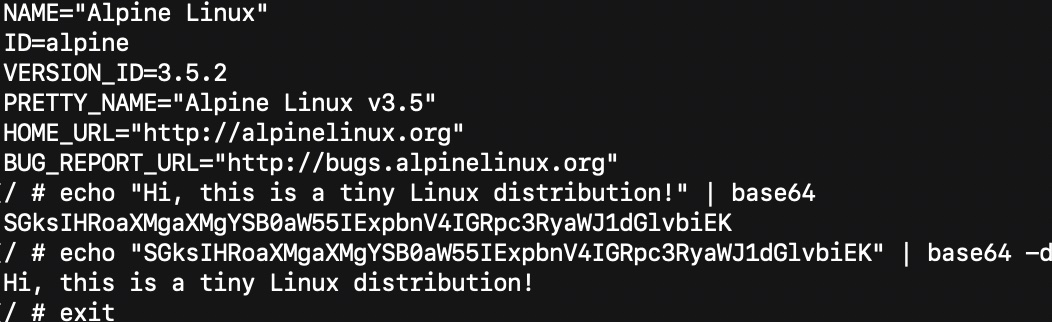 NAME="Alpine Linux"
ID=alpine
VERSION_ID=3.5.2
PRETTY_NAME="Alpine Linux v3.5"
HOME_URL="http://alpinelinux.org"
BUG_REPORT_URL="http://bugs.alpinelinux.org"
/ # echo "Hi, this is a tiny Linux distribution!" | base64
SGksIHRoaXMgaXMgYSB0aW55IExpbnV4IGRpc3RyaWJ1dGlvbiEK
/ # echo "SGksIHRoaXMgaXMgYSB0aW55IExpbnV4IGRpc3RyaWJ1dGlvbiEK" | base64 -d
Hi, this is a tiny Linux distribution!
/ # exit